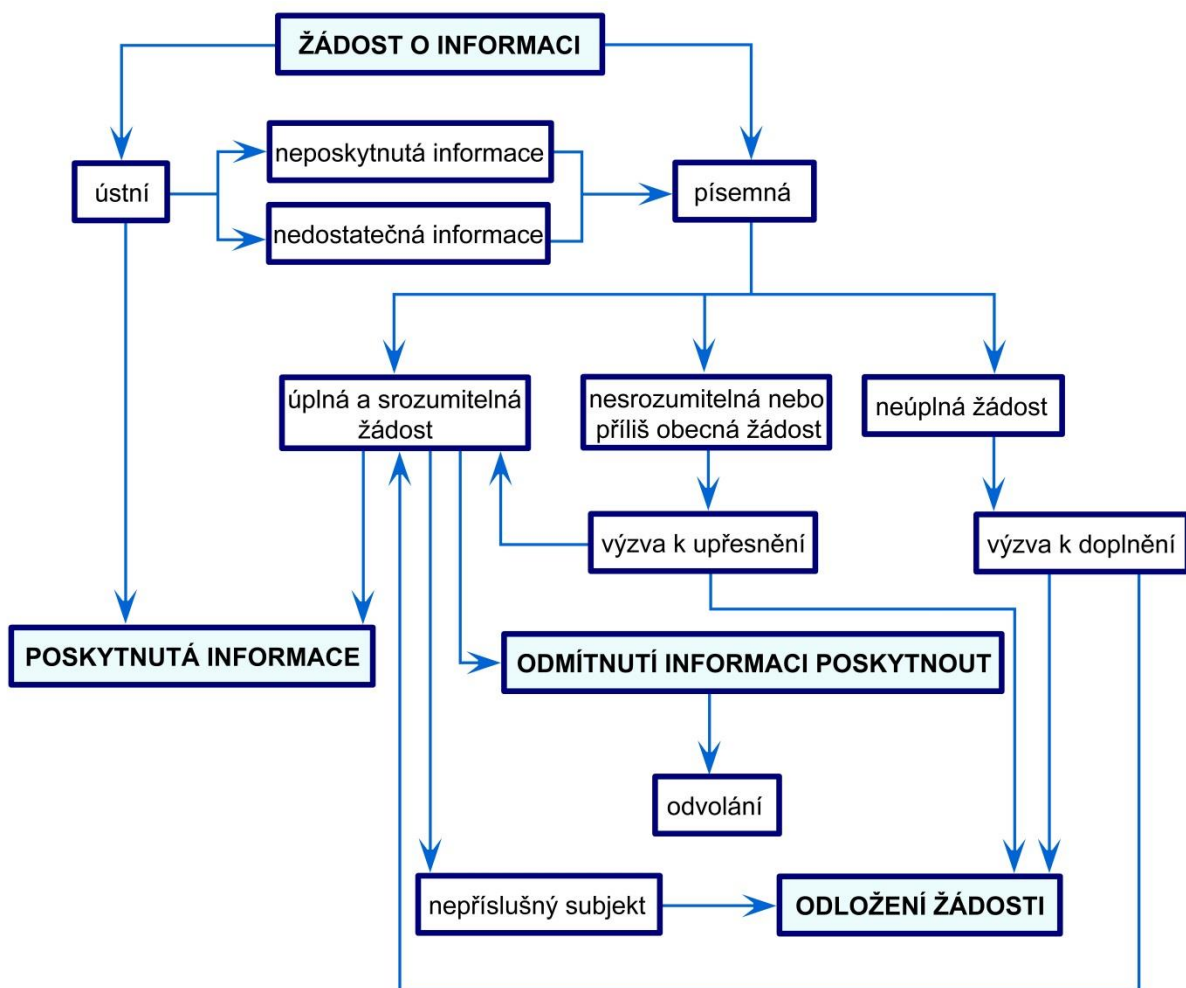 ŽÁDOST O INFORMACI
neposkytnutá informace
ústní
písemná
nedostatečná informace
úplná a srozumitelná
žádost
nesrozumitelná nebo
příliš obecná žádost
neúplná žádost
výzva k upřesnění
výzva k doplnění
POSKYTNUTÁ INFORMACE
ODMÍTNUTÍ INFORMACI POSKYTNOUT
odvolání
nepříslušný subjekt
ODLOŽENÍ ŽÁDOSTI